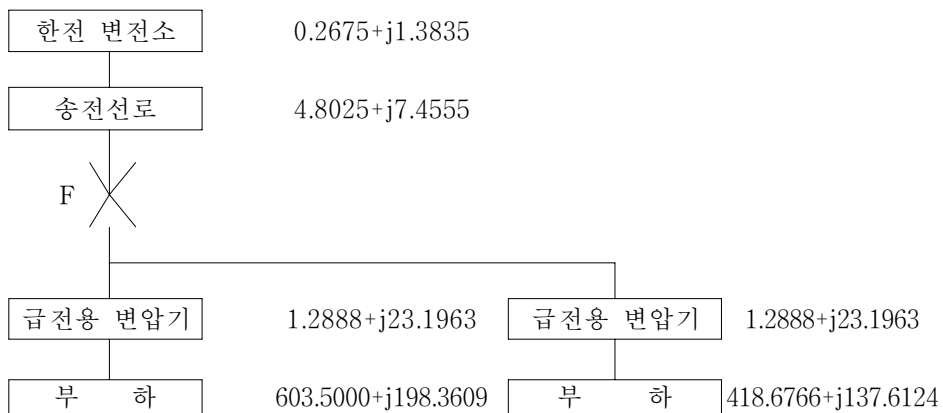 한전 변전소 0.2675+j1.3835
송전선로 4.8025+j7.4555
F
급전용 변압기 1.2888+j23.1963 급전용 변압기 1.2888+j23.1963
부 하 603.5000+j198.3609 부 하 418.6766+j137.6124